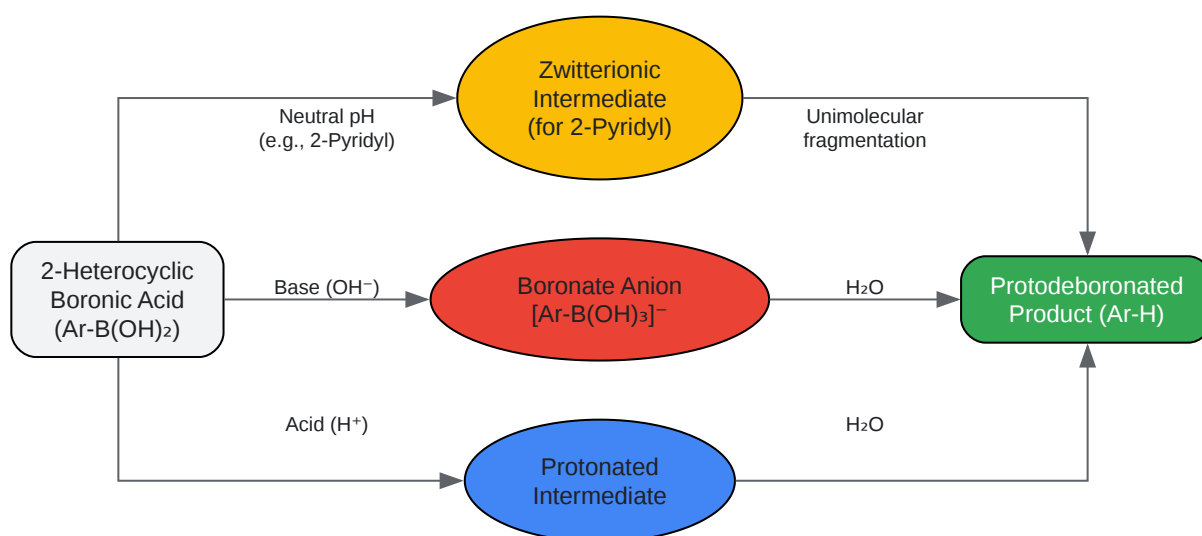 Zwitterionic
Intermediate
(for 2-Pyridyl)
Neutral pH
(e.g., 2-Pyridyl)
Unimolecular
fragmentation
2-Heterocyclic
Boronic Acid
(Ar-B(OH)₂)
Base (OH⁻)
Boronate Anion
[Ar-B(OH)₃]⁻
H₂O
Protodeboronated
Product (Ar-H)
Acid (H⁺)
H₂O
Protonated
Intermediate